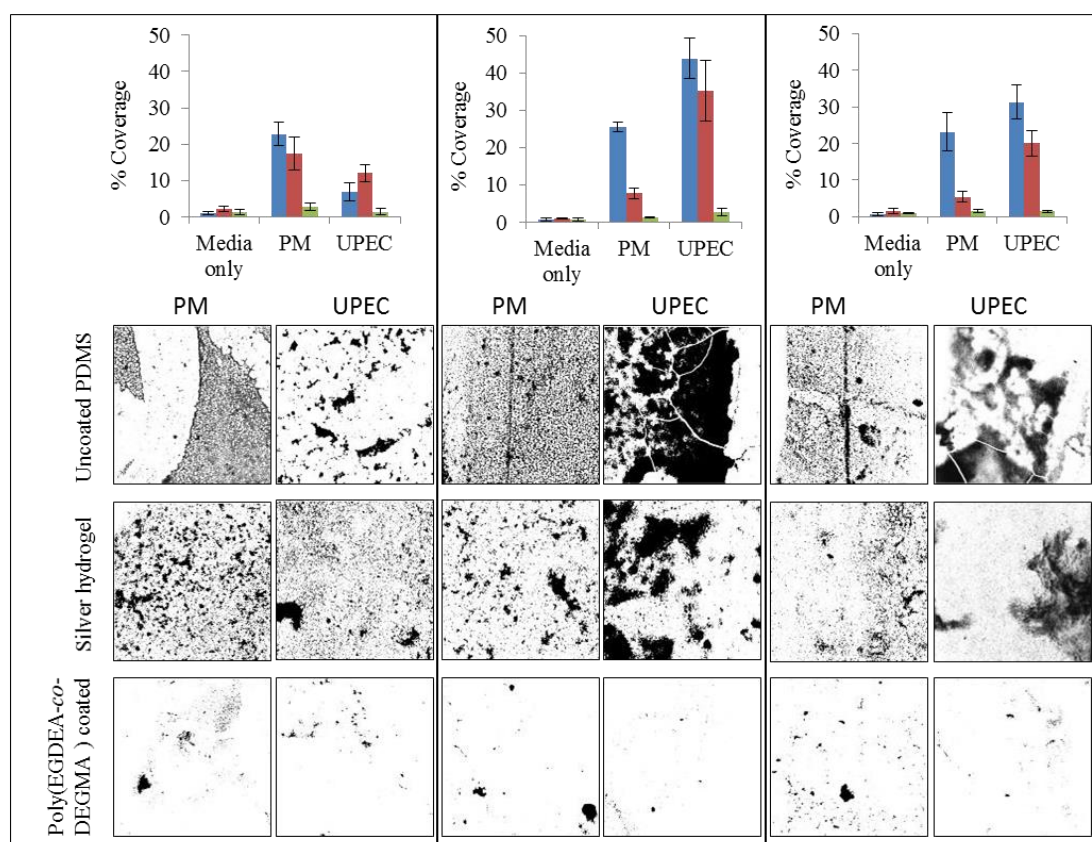 50
40
30
20
10
0
% Coverage
Media
only
PM
UPEC
50
40
30
20
10
0
% Coverage
Media
only
PM
UPEC
50
40
30
20
10
0
% Coverage
Media
only
PM
UPEC
PM
UPEC
PM
UPEC
PM
UPEC
Uncoated PDMS
Silver hydrogel
Poly(EGDEA-co-
DEGMA ) coated